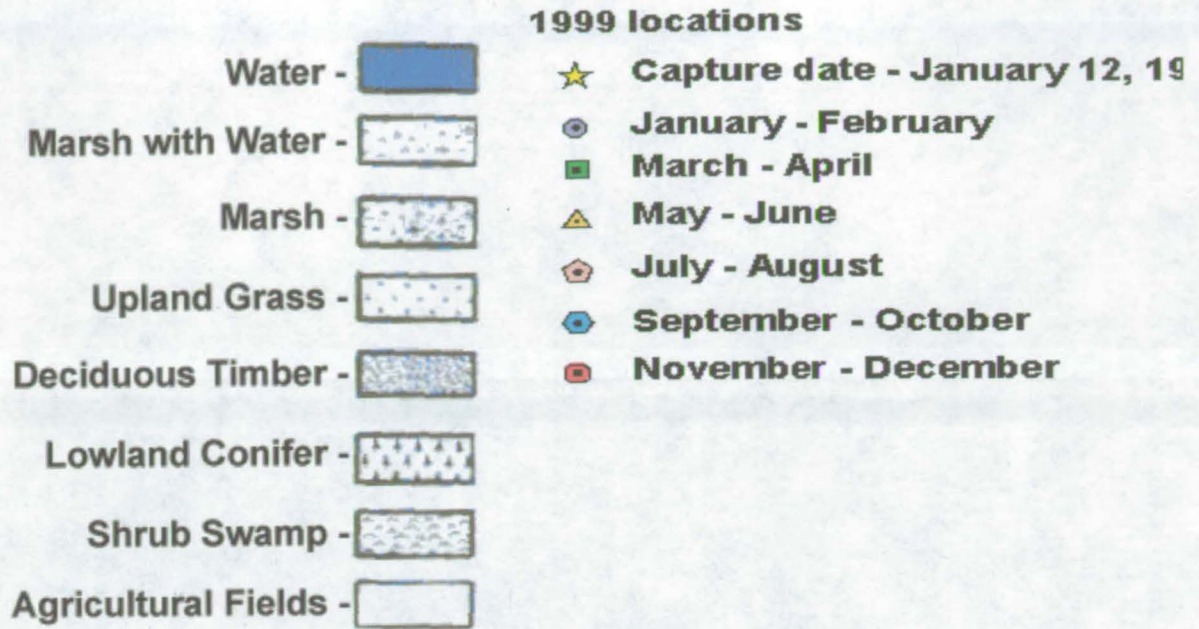 1999 locations
Water -
Marsh with Water -
Marsh -
Upland Grass -
Deciduous Timber -
Lowland Conifer -
Shrub Swamp -
Agricultural Fields -
Capture date - January 12, 19
January - February
March - April
May - June
July - August
September - October
November - December